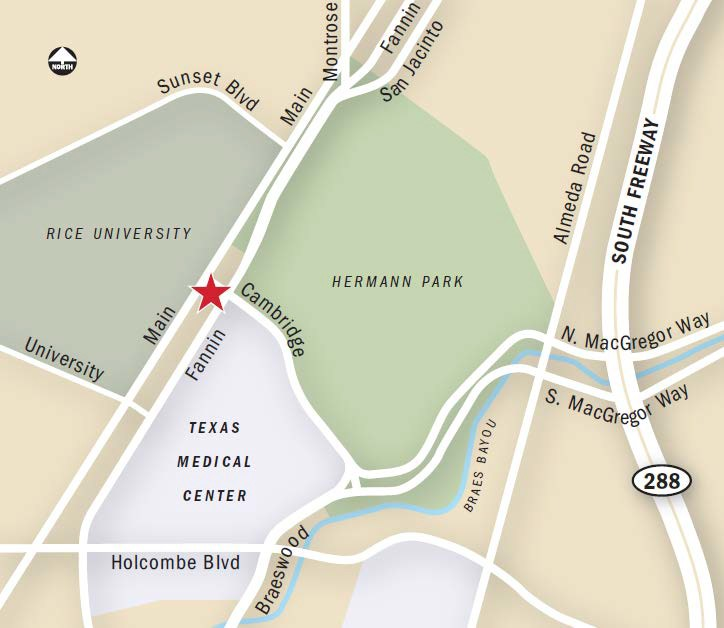 Montrose
Fannin
San Jacinto
NORTH
Sunset Blvd
Main
Almeda Road
SOUTH FREEWAY
RICE UNIVERSITY
HERMANN PARK
Cambridge
Main
Fannin
University
N. MacGregor Way
S. MacGregor Way
TEXAS
MEDICAL
CENTER
BRAES BAYOU
288
Holcombe Blvd
Braeswood